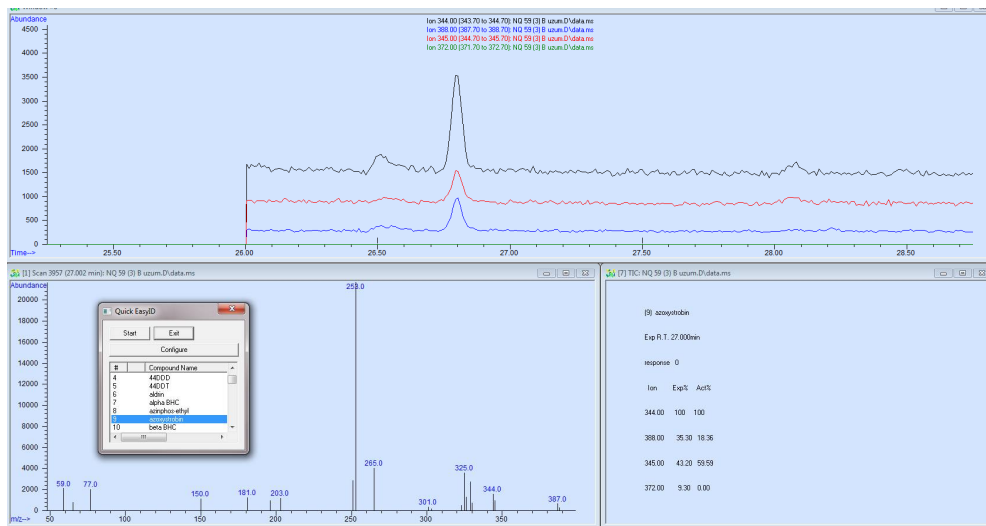 Abundance
Ion 344.00 (343.70 to 344.70): NQ 59 (3) B uzum.D\data.ms
Ion 388.00 (387.70 to 388.70): NQ 59 (3) B uzum.D\data.ms
Ion 345.00 (344.70 to 345.70): NQ 59 (3) B uzum.D\data.ms
Ion 372.00 (371.70 to 372.70): NQ 59 (3) B uzum.D\data.ms
4500
4000
3500
3000
2500
2000
1500
1000
500
0
Time--> 25.50 26.00 26.50 27.00 27.50 28.00 28.50
[1] Scan 3957 (27.002 min): NQ 59 (3) B uzum.D\data.ms
Abundance
253.0
20000
18000
16000
14000
12000
10000
8000
6000
4000
2000
0
Quick EasyID
Start Exit
Configure
# Compound Name
4 44DDD
5 44DDT
6 aldrin
7 alpha BHC
8 azinphos-ethyl
9 azoxystrobin
10 beta BHC
59.0 77.0 150.0 181.0 203.0 265.0 301.0 325.0 344.0 387.0
m/z--> 50 100 150 200 250 300 350
[7] TIC: NQ 59 (3) B uzum.D\data.ms
(9) azoxystrobin
Exp R.T. 27.000min
response 0
Ion Exp% Act%
344.00 100 100
388.00 35.30 18.36
345.00 43.20 59.59
372.00 9.30 0.00